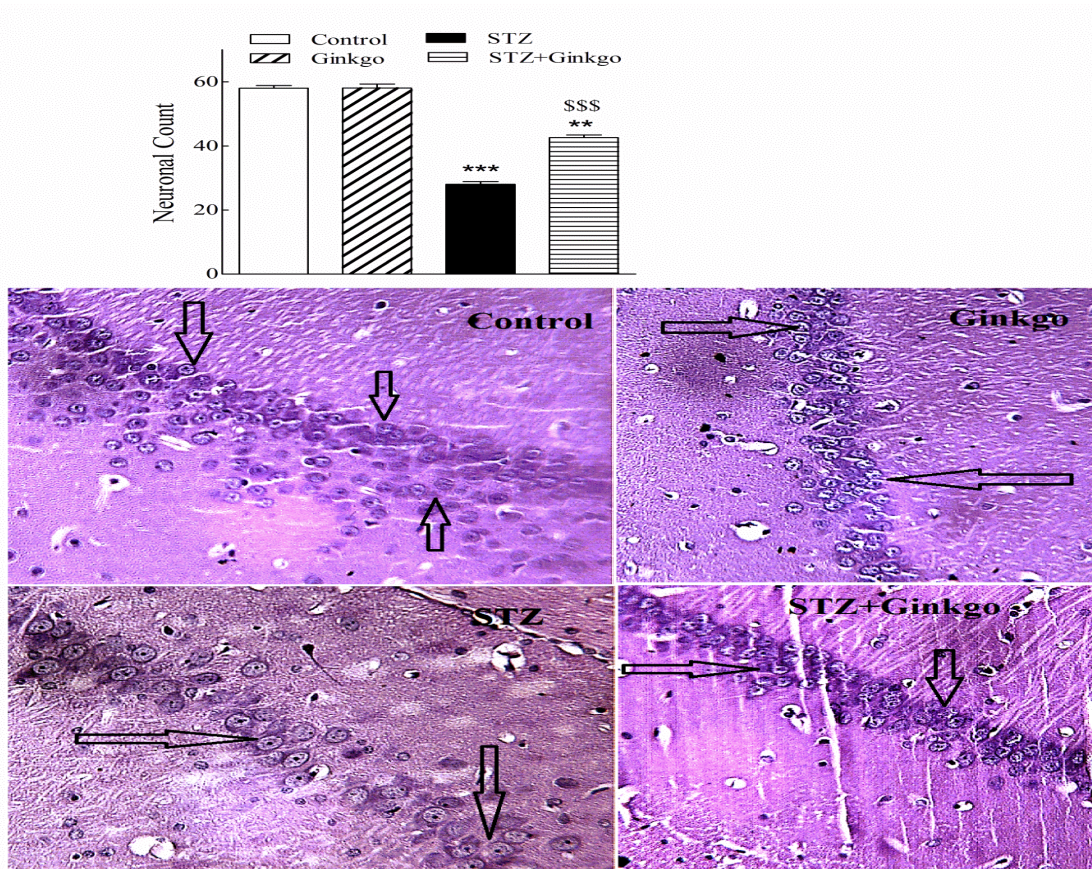 Control STZ
Ginkgo STZ+Ginkgo
Neuronal Count
60
40
20
0
***
$$$
**
Control
Ginkgo
STZ
STZ+Ginkgo